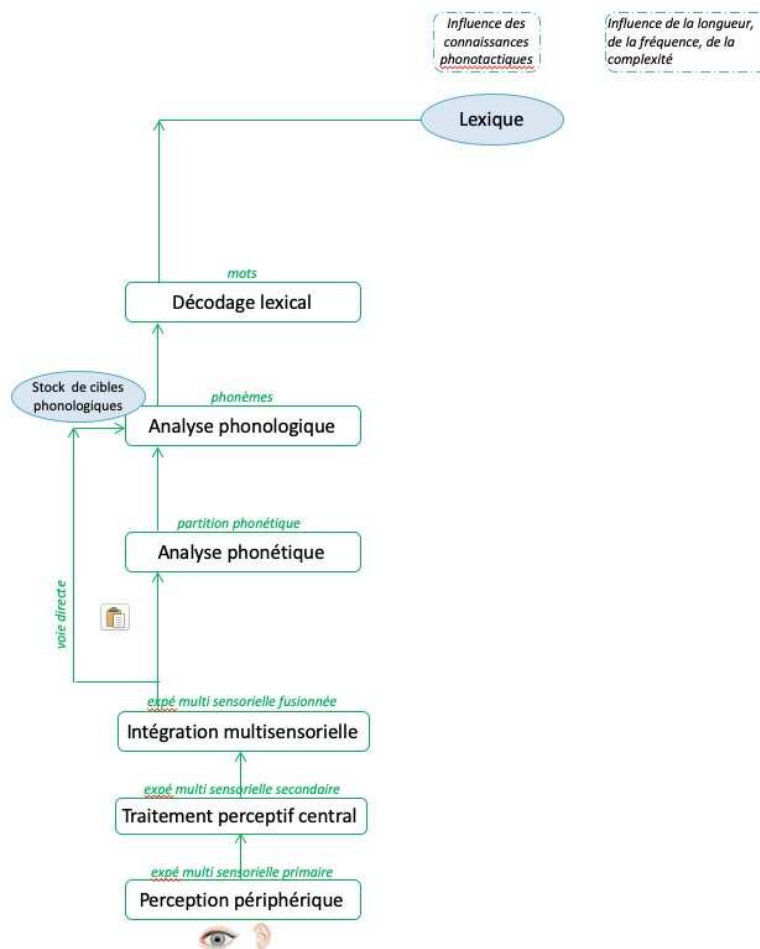 Influence des
connaissances
phonotactiques
Influence de la longueur,
de la fréquence, de la
complexité
Lexique
mots
Décodage lexical
Stock de cibles
phonologiques
phonèmes
Analyse phonologique
partition phonétique
Analyse phonétique
voie directe
expé multi sensorielle fusionnée
Intégration multisensorielle
expé multi sensorielle secondaire
Traitement perceptif central
expé multi sensorielle primaire
Perception périphérique